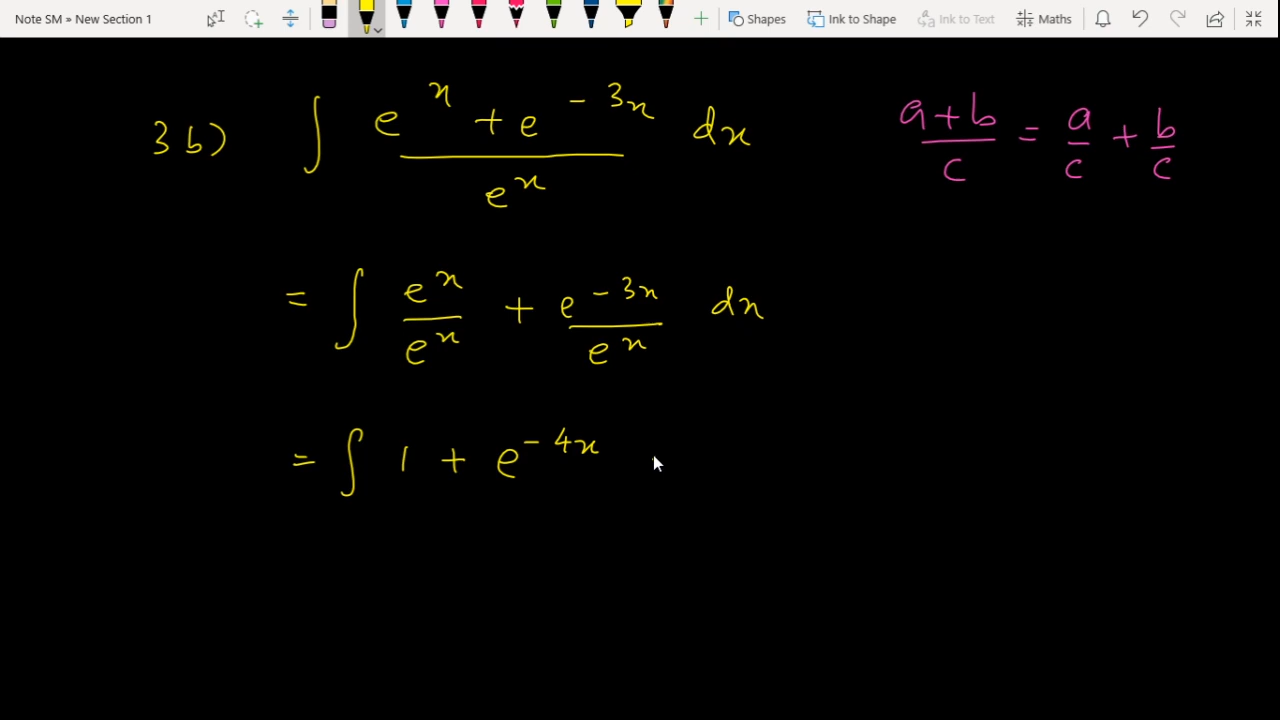 Note SM » New Section 1 Shapes Ink to Shape Ink to Text Maths
3b) ∫ (e^x + e^(-3x))/e^x dx (a+b)/c = a/c + b/c
= ∫ e^x/e^x + e^(-3x)/e^x dx
= ∫ 1 + e^(-4x)